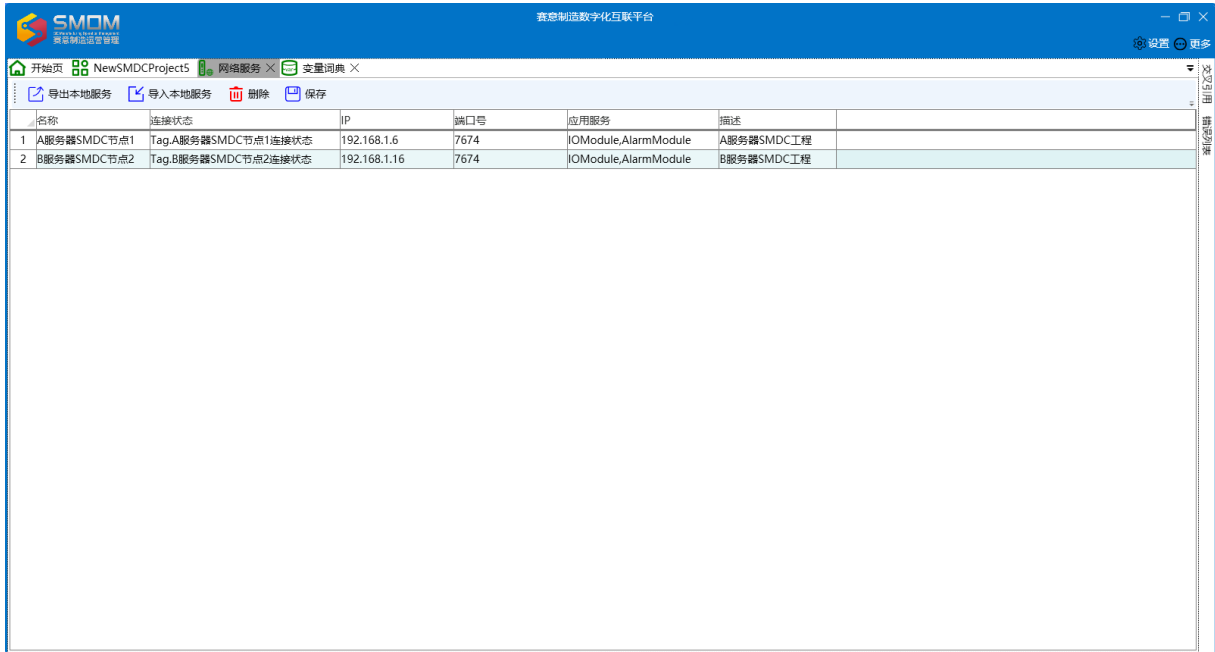 赛意制造数字化互联平台
SMOM
赛意制造运营管理
设置 更多
开始页 NewSMDCProject5 网络服务 变量词典
导出本地服务 导入本地服务 删除 保存
名称 连接状态 IP 端口号 应用服务 描述
1 A服务器SMDC节点1 Tag.A服务器SMDC节点1连接状态 192.168.1.6 7674 IOModule,AlarmModule A服务器SMDC工程
2 B服务器SMDC节点2 Tag.B服务器SMDC节点2连接状态 192.168.1.16 7674 IOModule,AlarmModule B服务器SMDC工程
交叉引用
错误列表